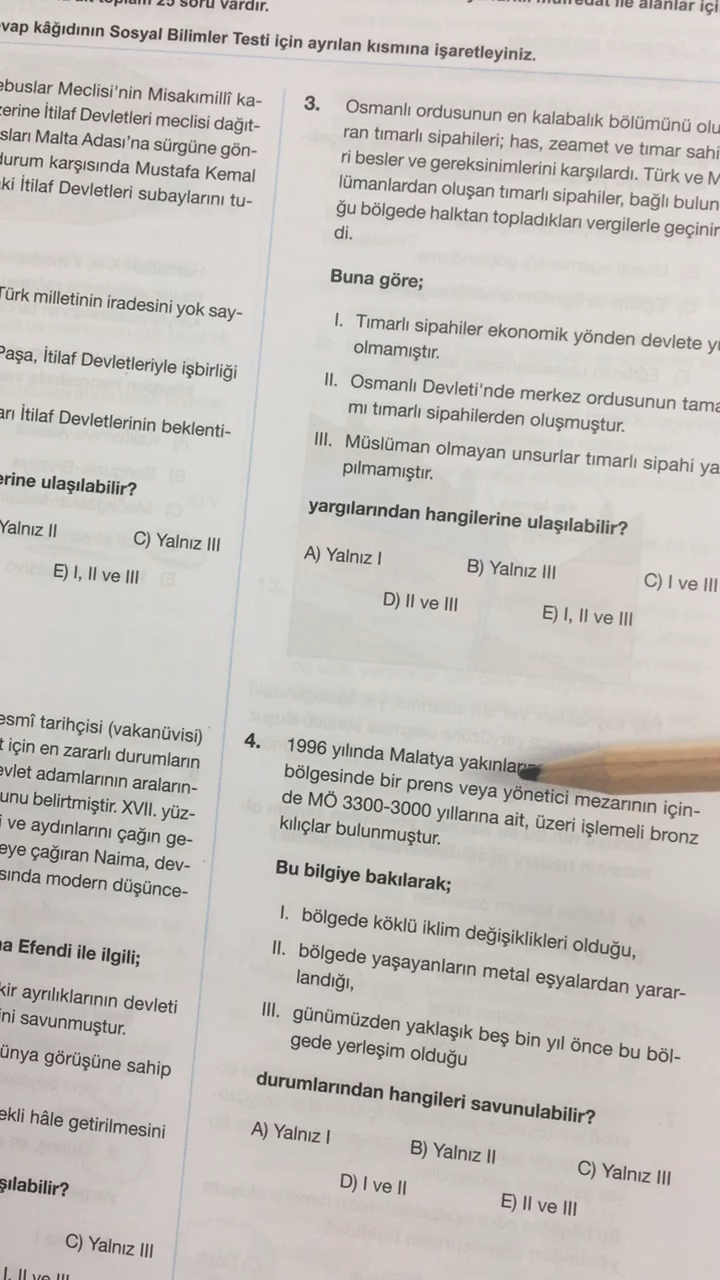 25 soru vardır.
ile alanlar içi
vap kâğıdının Sosyal Bilimler Testi için ayrılan kısmına işaretleyiniz.
ebuslar Meclisi'nin Misakımillî ka-
zerine İtilaf Devletleri meclisi dağıt-
sları Malta Adası'na sürgüne gön-
durum karşısında Mustafa Kemal
ki İtilaf Devletleri subaylarını tu-
Türk milletinin iradesini yok say-
Paşa, İtilaf Devletleriyle işbirliği
arı İtilaf Devletlerinin beklenti-
erine ulaşılabilir?
Yalnız II C) Yalnız III
E) I, II ve III
esmî tarihçisi (vakanüvisi)
t için en zararlı durumların
evlet adamlarının araların-
unu belirtmiştir. XVII. yüz-
i ve aydınlarını çağın ge-
eye çağıran Naima, dev-
sında modern düşünce-
a Efendi ile ilgili;
kir ayrılıklarının devleti
ini savunmuştur.
ünya görüşüne sahip
ekli hâle getirilmesini
şılabilir?
C) Yalnız III
I, II ve III
3. Osmanlı ordusunun en kalabalık bölümünü olu
ran tımarlı sipahileri; has, zeamet ve tımar sahi
ri besler ve gereksinimlerini karşılardı. Türk ve M
lümanlardan oluşan tımarlı sipahiler, bağlı bulun
ğu bölgede halktan topladıkları vergilerle geçinir
di.
Buna göre;
I. Tımarlı sipahiler ekonomik yönden devlete yü
olmamıştır.
II. Osmanlı Devleti'nde merkez ordusunun tama
mı tımarlı sipahilerden oluşmuştur.
III. Müslüman olmayan unsurlar tımarlı sipahi ya
pılmamıştır.
yargılarından hangilerine ulaşılabilir?
A) Yalnız I B) Yalnız III C) I ve III
D) II ve III E) I, II ve III
4. 1996 yılında Malatya yakınlar
bölgesinde bir prens veya yönetici mezarının için-
de MÖ 3300-3000 yıllarına ait, üzeri işlemeli bronz
kılıçlar bulunmuştur.
Bu bilgiye bakılarak;
I. bölgede köklü iklim değişiklikleri olduğu,
II. bölgede yaşayanların metal eşyalardan yarar-
landığı,
III. günümüzden yaklaşık beş bin yıl önce bu böl-
gede yerleşim olduğu
durumlarından hangileri savunulabilir?
A) Yalnız I B) Yalnız II C) Yalnız III
D) I ve II E) II ve III